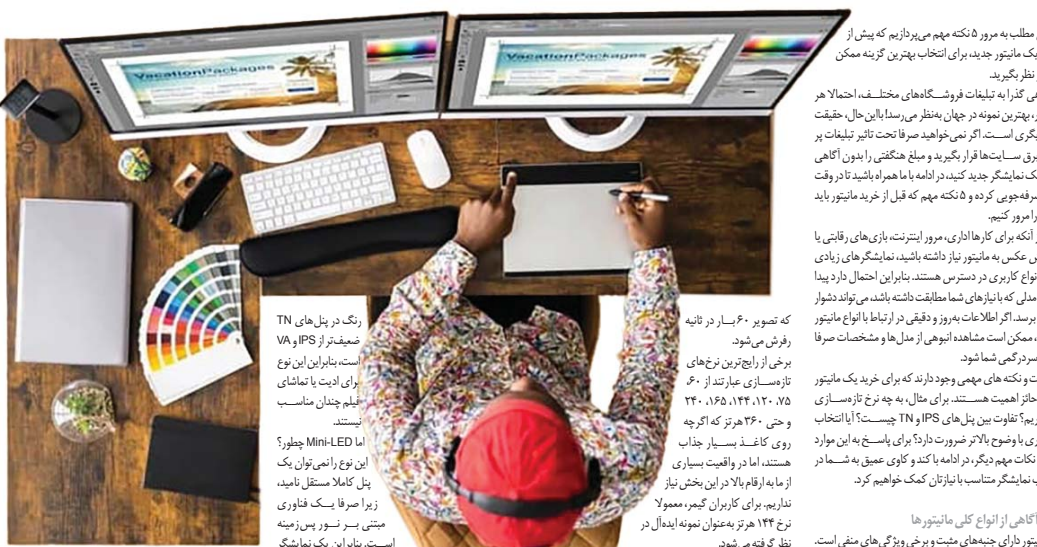 مطلب به مرور ۵ نکته مهم می‌پردازیم که پیش از
یک مانیتور جدید، برای انتخاب بهترین گزینه ممکن
نظر بگیرید.
گذرا به تبلیغات فروشگاه‌های مختلف، احتمالا هر
بهترین نمونه در جهان به‌نظر می‌رسد! بااین‌حال، حقیقت
دیگری است. اگر نمی‌خواهید صرفا تحت تاثیر تبلیغات پر
برق سایت‌ها قرار بگیرید و مبلغ هنگفتی را بدون آگاهی
یک نمایشگر جدید کنید، در ادامه با ما همراه باشید تا در وقت
صرفه‌جویی کرده و ۵ نکته مهم که قبل از خرید مانیتور باید
را مرور کنیم.
آنکه برای کارها اداری، مرور اینترنت، بازی‌های رقابتی یا
عکس به مانیتور نیاز داشته باشید، نمایشگرهای زیادی
انواع کاربری در دسترس هستند. بنابراین احتمال دارد پیدا
مدلی که با نیازهای شما مطابقت داشته باشد، می‌تواند دشوار
برسد. اگر اطلاعات به‌روز و دقیقی در ارتباط با انواع مانیتور
ممکن است مشاهده انبوهی از مدل‌ها و مشخصات صرفا
سردرگمی شما شود.
و نکته های مهمی وجود دارند که برای خرید یک مانیتور
حائز اهمیت هستند. برای مثال، به چه نرخ تازه‌سازی
تفاوت بین پنل‌های IPS و TN چیست؟ آیا انتخاب
با وضوح بالاتر ضرورت دارد؟ برای پاسخ به این موارد
نکات مهم دیگر، در ادامه با کند و کاوی عمیق به شما در
نمایشگر متناسب با نیازتان کمک خواهیم کرد.
آگاهی از انواع کلی مانیتورها
دارای جنبه‌های مثبت و برخی ویژگی‌های منفی است.
که تصویر ۶۰ بار در ثانیه
رفرش می‌شود.
برخی از رایج‌ترین نرخ‌های
تازه‌سازی عبارتند از ۶۰،
۷۵، ۱۲۰، ۱۴۴، ۱۶۵، ۲۴۰
و حتی ۳۶۰ هرتز که اگرچه
روی کاغذ بسیار جذاب
هستند، اما در واقعیت بسیاری
از ما به ارقام بالا در این بخش نیاز
نداریم. برای کاربران گیمر، معمولا
نرخ ۱۴۴ هرتز به‌عنوان نمونه ایده‌آل در
نظر گرفته می‌شود.
رنگ در پنل‌های TN
ضعیف‌تر از IPS و VA
است، بنابراین این نوع
برای ادیت یا تماشای
فیلم چندان مناسب
نیستند.
اما Mini-LED چطور؟
این نوع را نمی‌توان یک
پنل کاملا مستقل نامید،
زیرا صرفا یک فناوری
مبتنی بر نور پس‌زمینه
است. بنابراین یک نمایشگر
VacationPackages
VacationPackages